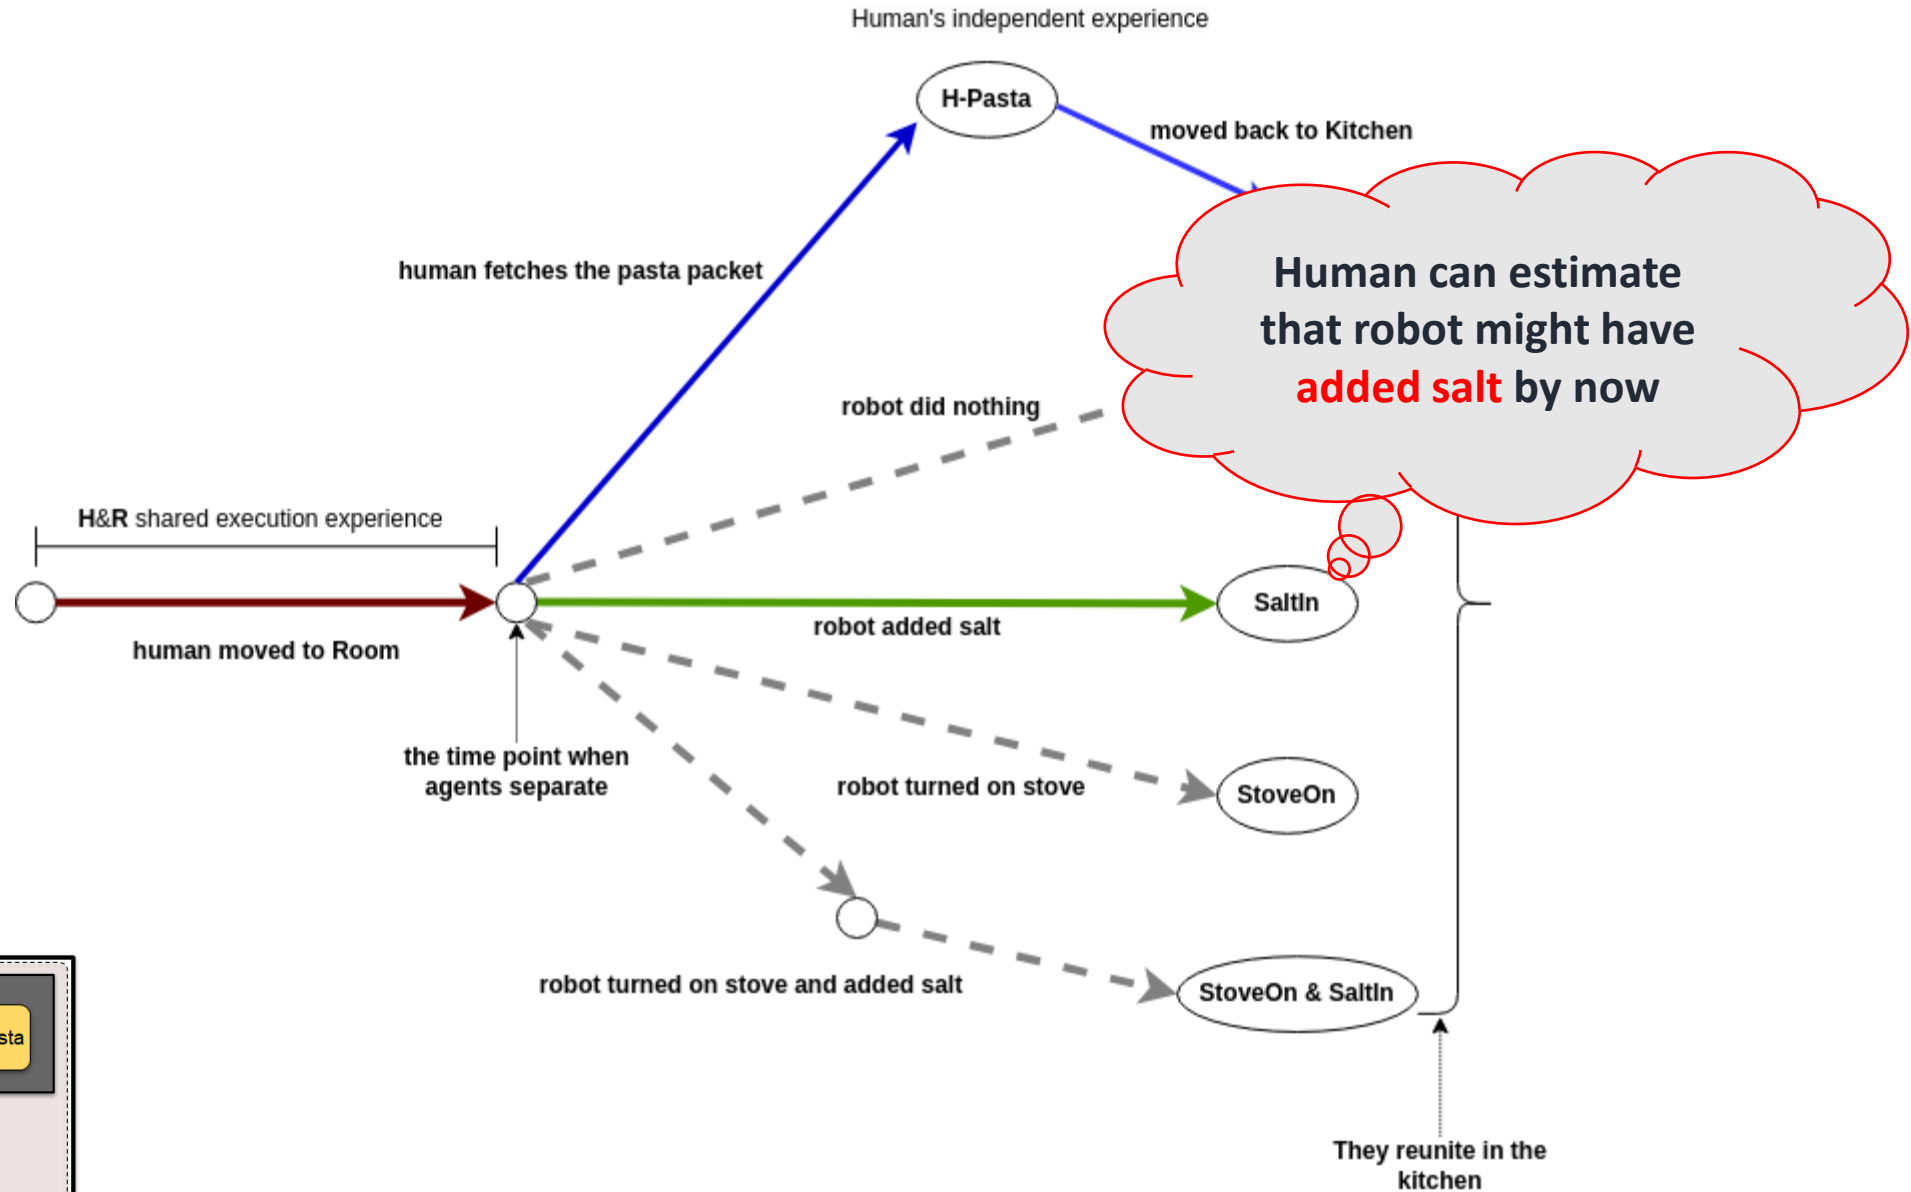 Human's independent experience
H-Pasta
moved back to Kitchen
human fetches the pasta packet
Human can estimate
that robot might have
added salt by now
robot did nothing
H&R shared execution experience
SaltIn
robot added salt
human moved to Room
the time point when
agents separate
robot turned on stove
StoveOn
robot turned on stove and added salt
StoveOn & SaltIn
sta
They reunite in the
kitchen